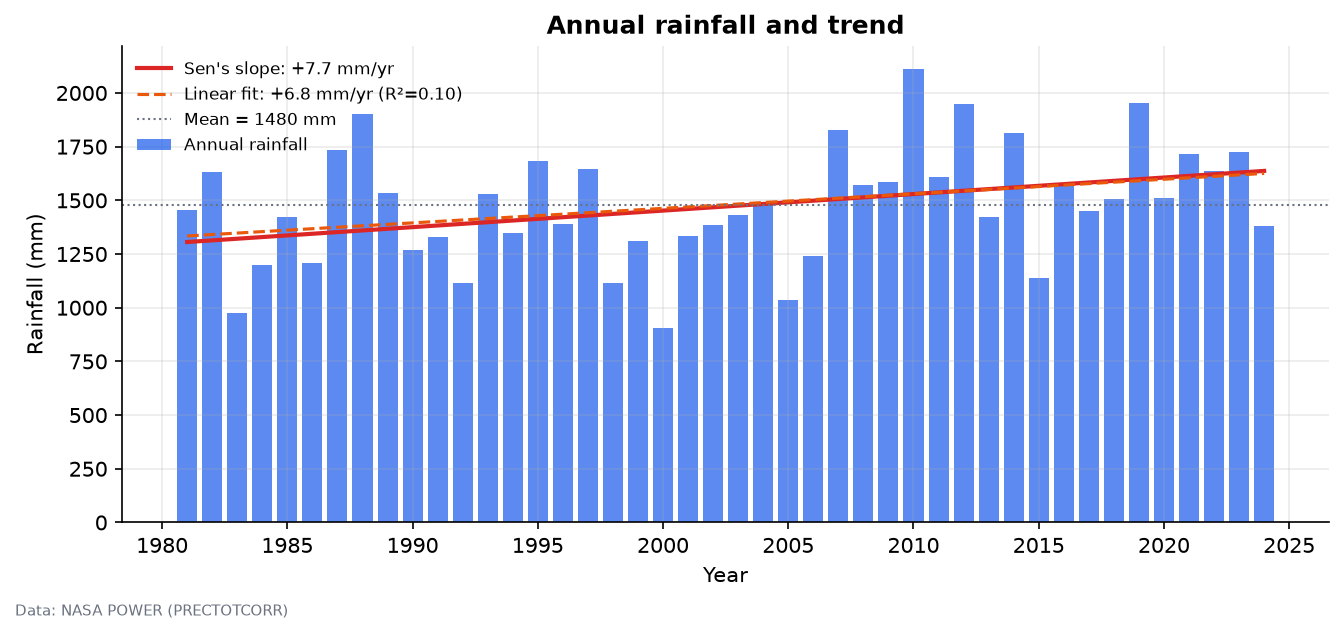 Annual rainfall and trend
Sen's slope: +7.7 mm/yr
Linear fit: +6.8 mm/yr (R²=0.10)
Mean = 1480 mm
Annual rainfall
Rainfall (mm)
2000
1750
1500
1250
1000
750
500
250
0
1980 1985 1990 1995 2000 2005 2010 2015 2020 2025
Year
Data: NASA POWER (PRECTOTCORR)